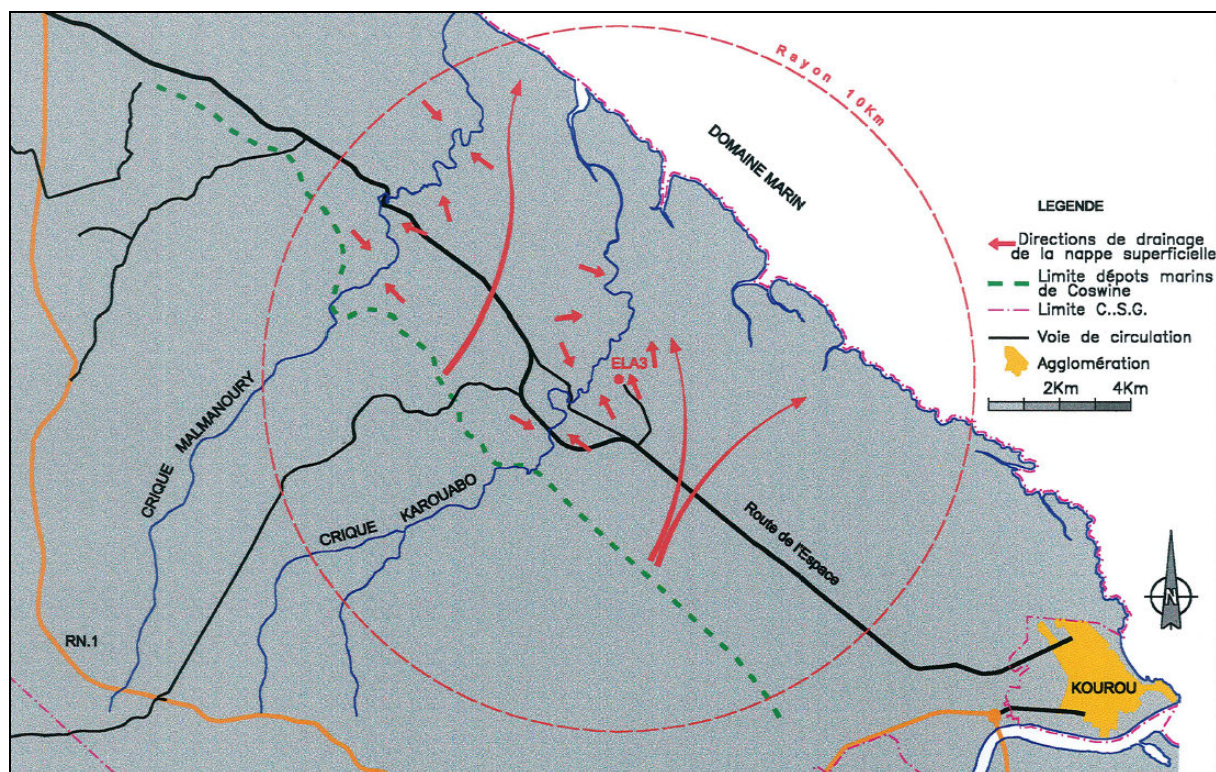 Rayon 10Km
DOMAINE MARIN
LEGENDE
Directions de drainage
de la nappe superficielle
Limite dépots marins
de Coswine
Limite C..S.G.
Voie de circulation
Agglomération
2Km 4Km
ELA3
CRIQUE MALMANOURY
CRIQUE KAROUABO
Route de l'Espace
N
RN.1
KOUROU